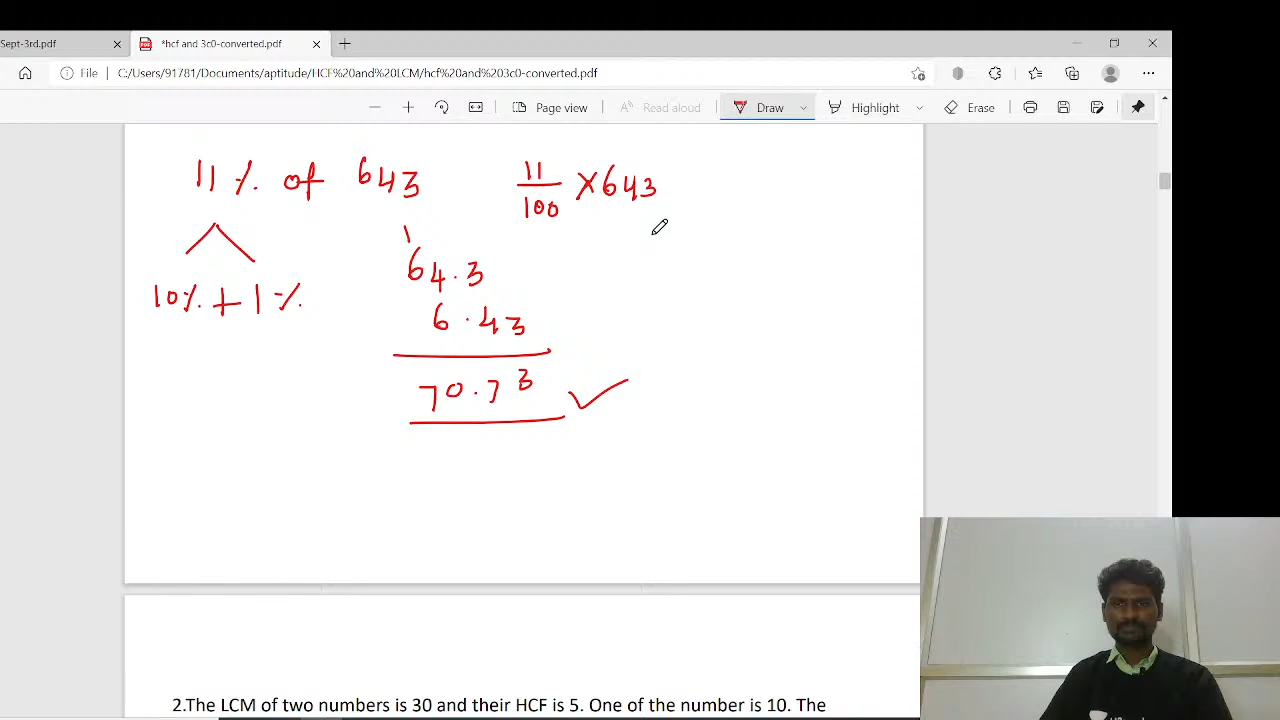 Sept-3rd.pdf
*hcf and 3c0-converted.pdf
File
C:/Users/91781/Documents/aptitude/HCF%20and%20LCM/hcf%20and%203c0-converted.pdf
Page view
Read aloud
Draw
Highlight
Erase
11 % of 643
11/100 × 643
10% + 1%
64.3
6.43
70.73 ✓
2.The LCM of two numbers is 30 and their HCF is 5. One of the number is 10. The